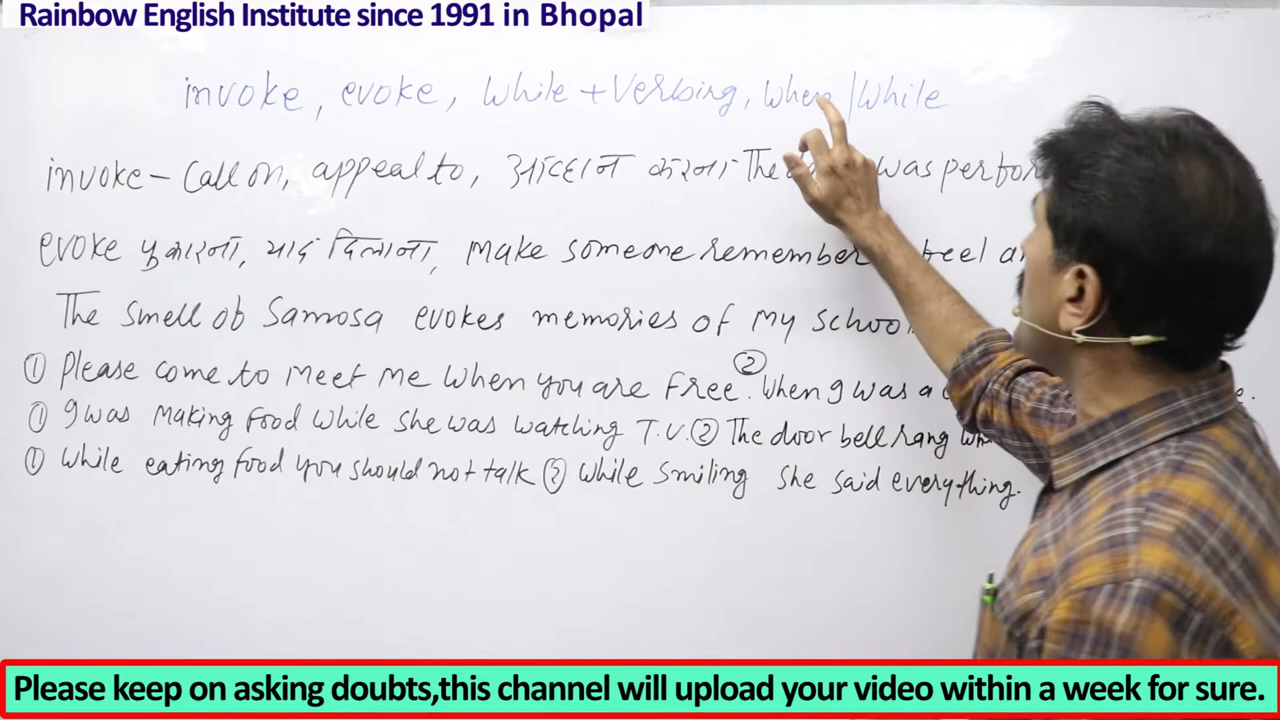 Rainbow English Institute since 1991 in Bhopal
invoke, evoke, while + Verbing, when/while
invoke – Call on, appeal to, आव्हान करना The was perfor
evoke पुकारना, याद दिलाना, make someone remember feel
The smell of Samosa evokes memories of my school
① Please come to meet me when you are free. ② when I was a
① I was making food while she was watching T.V. ② The door bell rang
① while eating food you should not talk ② while smiling she said everything.
Please keep on asking doubts,this channel will upload your video within a week for sure.